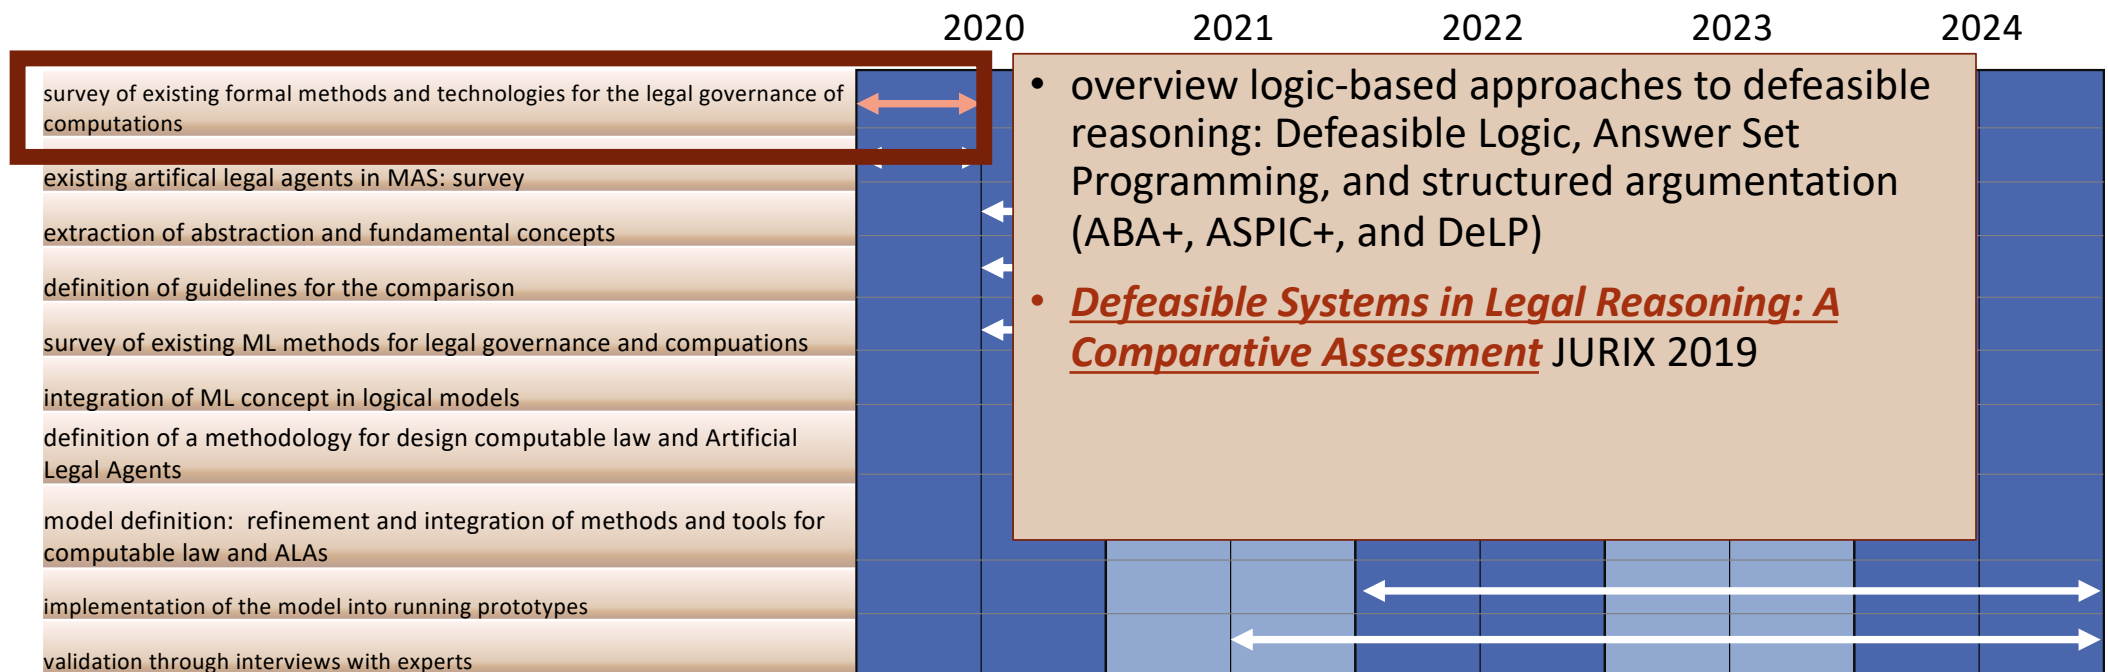 2020 2021 2022 2023 2024
survey of existing formal methods and technologies for the legal governance of
computations
existing artifical legal agents in MAS: survey
extraction of abstraction and fundamental concepts
definition of guidelines for the comparison
survey of existing ML methods for legal governance and compuations
integration of ML concept in logical models
definition of a methodology for design computable law and Artificial
Legal Agents
model definition: refinement and integration of methods and tools for
computable law and ALAs
implementation of the model into running prototypes
validation through interviews with experts
• overview logic-based approaches to defeasible
reasoning: Defeasible Logic, Answer Set
Programming, and structured argumentation
(ABA+, ASPIC+, and DeLP)
• Defeasible Systems in Legal Reasoning: A
Comparative Assessment JURIX 2019